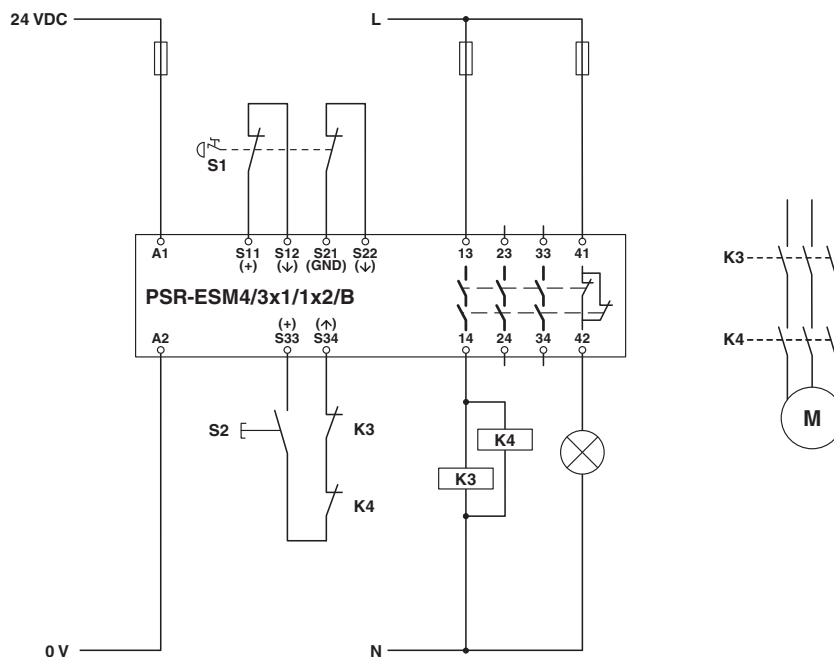 24 VDC
L
S1
A1
S11
(+)
S12
(↓)
S21
(GND)
S22
(↓)
13
23
33
41
PSR-ESM4/3x1/1x2/B
A2
(+)
S33
(↑)
S34
14
24
34
42
S2
K3
K4
K4
K3
K3
K4
M
0 V
N